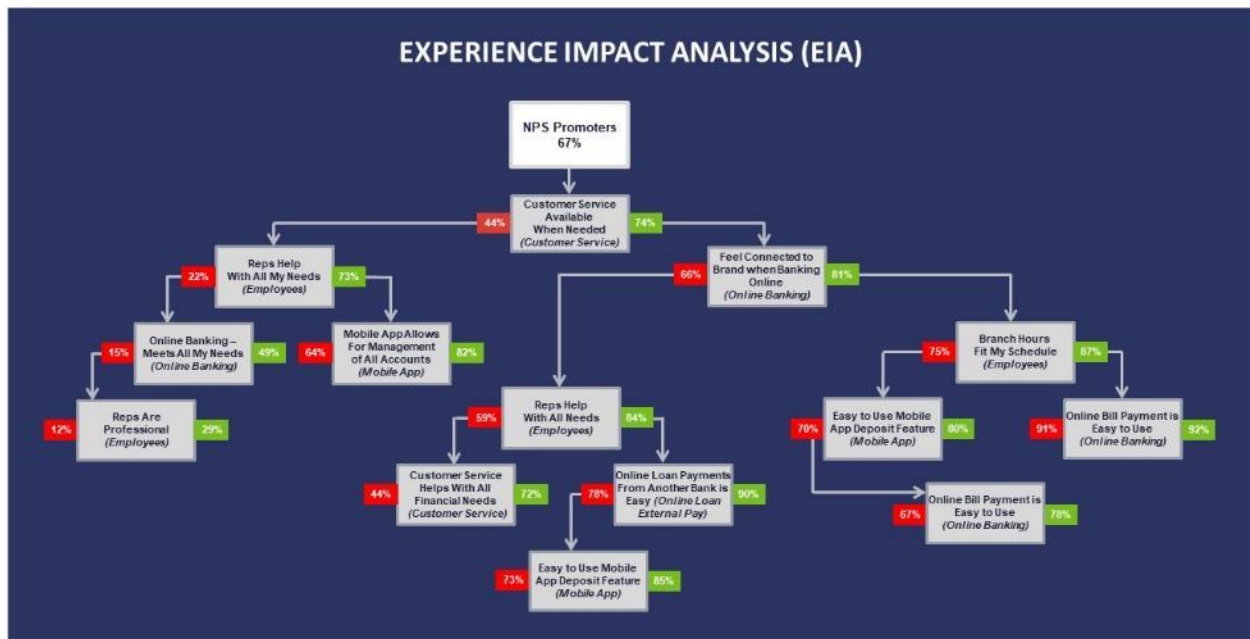 EXPERIENCE IMPACT ANALYSIS (EIA)
NPS Promoters
67%
44%
Customer Service
Available
When Needed
(Customer Service)
74%
22%
Reps Help
With All My Needs
(Employees)
73%
66%
Feel Connected to
Brand when Banking
Online
(Online Banking)
81%
15%
Online Banking –
Meets All My Needs
(Online Banking)
49%
64%
Mobile App Allows
For Management
of All Accounts
(Mobile App)
82%
75%
Branch Hours
Fit My Schedule
(Employees)
87%
12%
Reps Are
Professional
(Employees)
29%
59%
Reps Help
With All Needs
(Employees)
84%
70%
Easy to Use Mobile
App Deposit Feature
(Mobile App)
80%
91%
Online Bill Payment is
Easy to Use
(Online Banking)
92%
44%
Customer Service
Helps With All
Financial Needs
(Customer Service)
72%
78%
Online Loan Payments
From Another Bank is
Easy (Online Loan
External Pay)
90%
67%
Online Bill Payment is
Easy to Use
(Online Banking)
78%
73%
Easy to Use Mobile
App Deposit Feature
(Mobile App)
85%